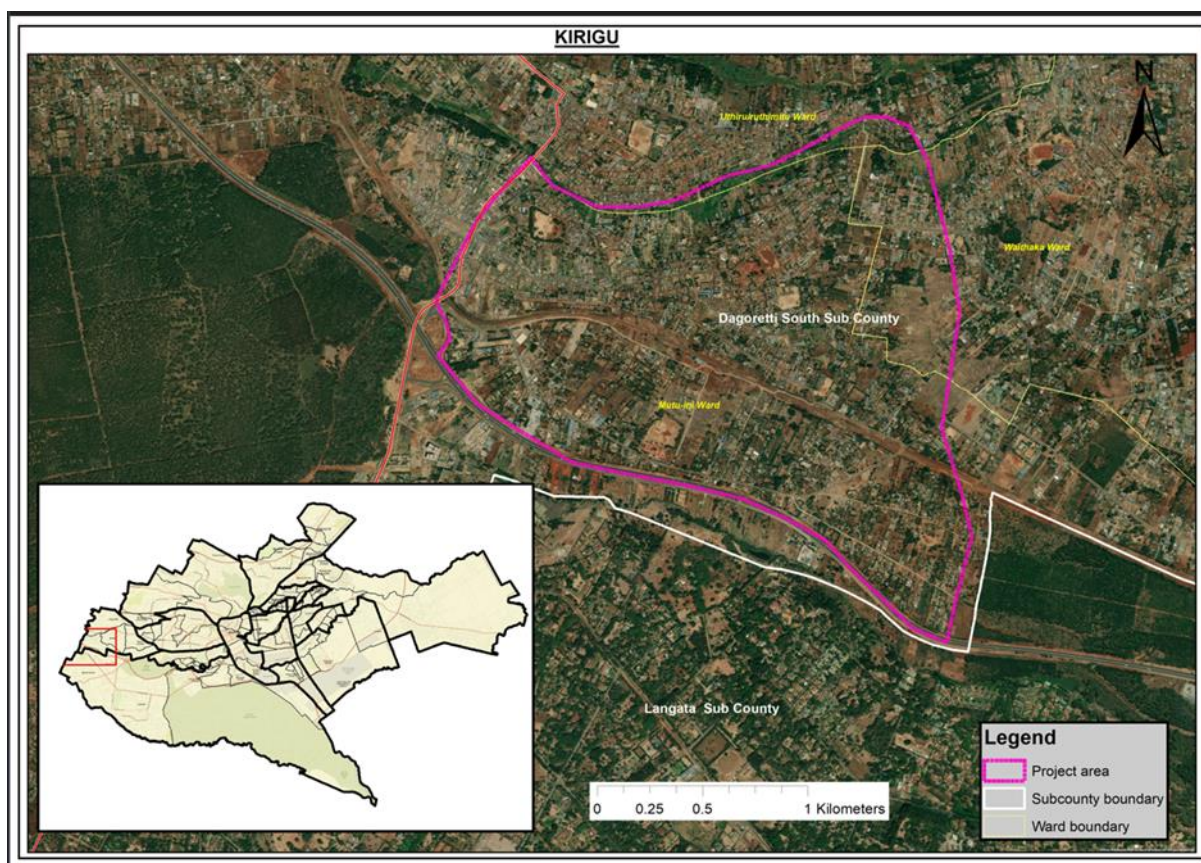 KIRIGU
N
Uthiru/ruthimitu Ward
Waithaka Ward
Dagoretti South Sub County
Mutu-ini Ward
Langata Sub County
Legend
Project area
Subcounty boundary
Ward boundary
0 0.25 0.5 1 Kilometers